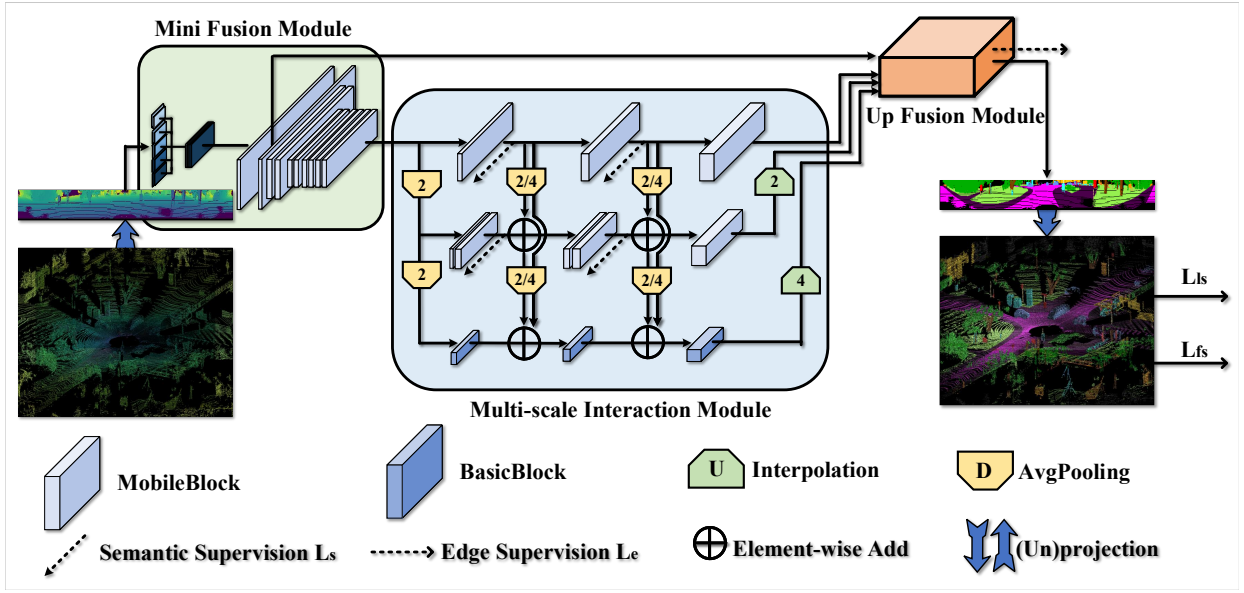 Mini Fusion Module
Up Fusion Module
2
2/4
2/4
2
2
2/4
2/4
4
Lls
Lfs
Multi-scale Interaction Module
MobileBlock
BasicBlock
U
Interpolation
D
AvgPooling
Semantic Supervision Ls
Edge Supervision Le
Element-wise Add
(Un)projection